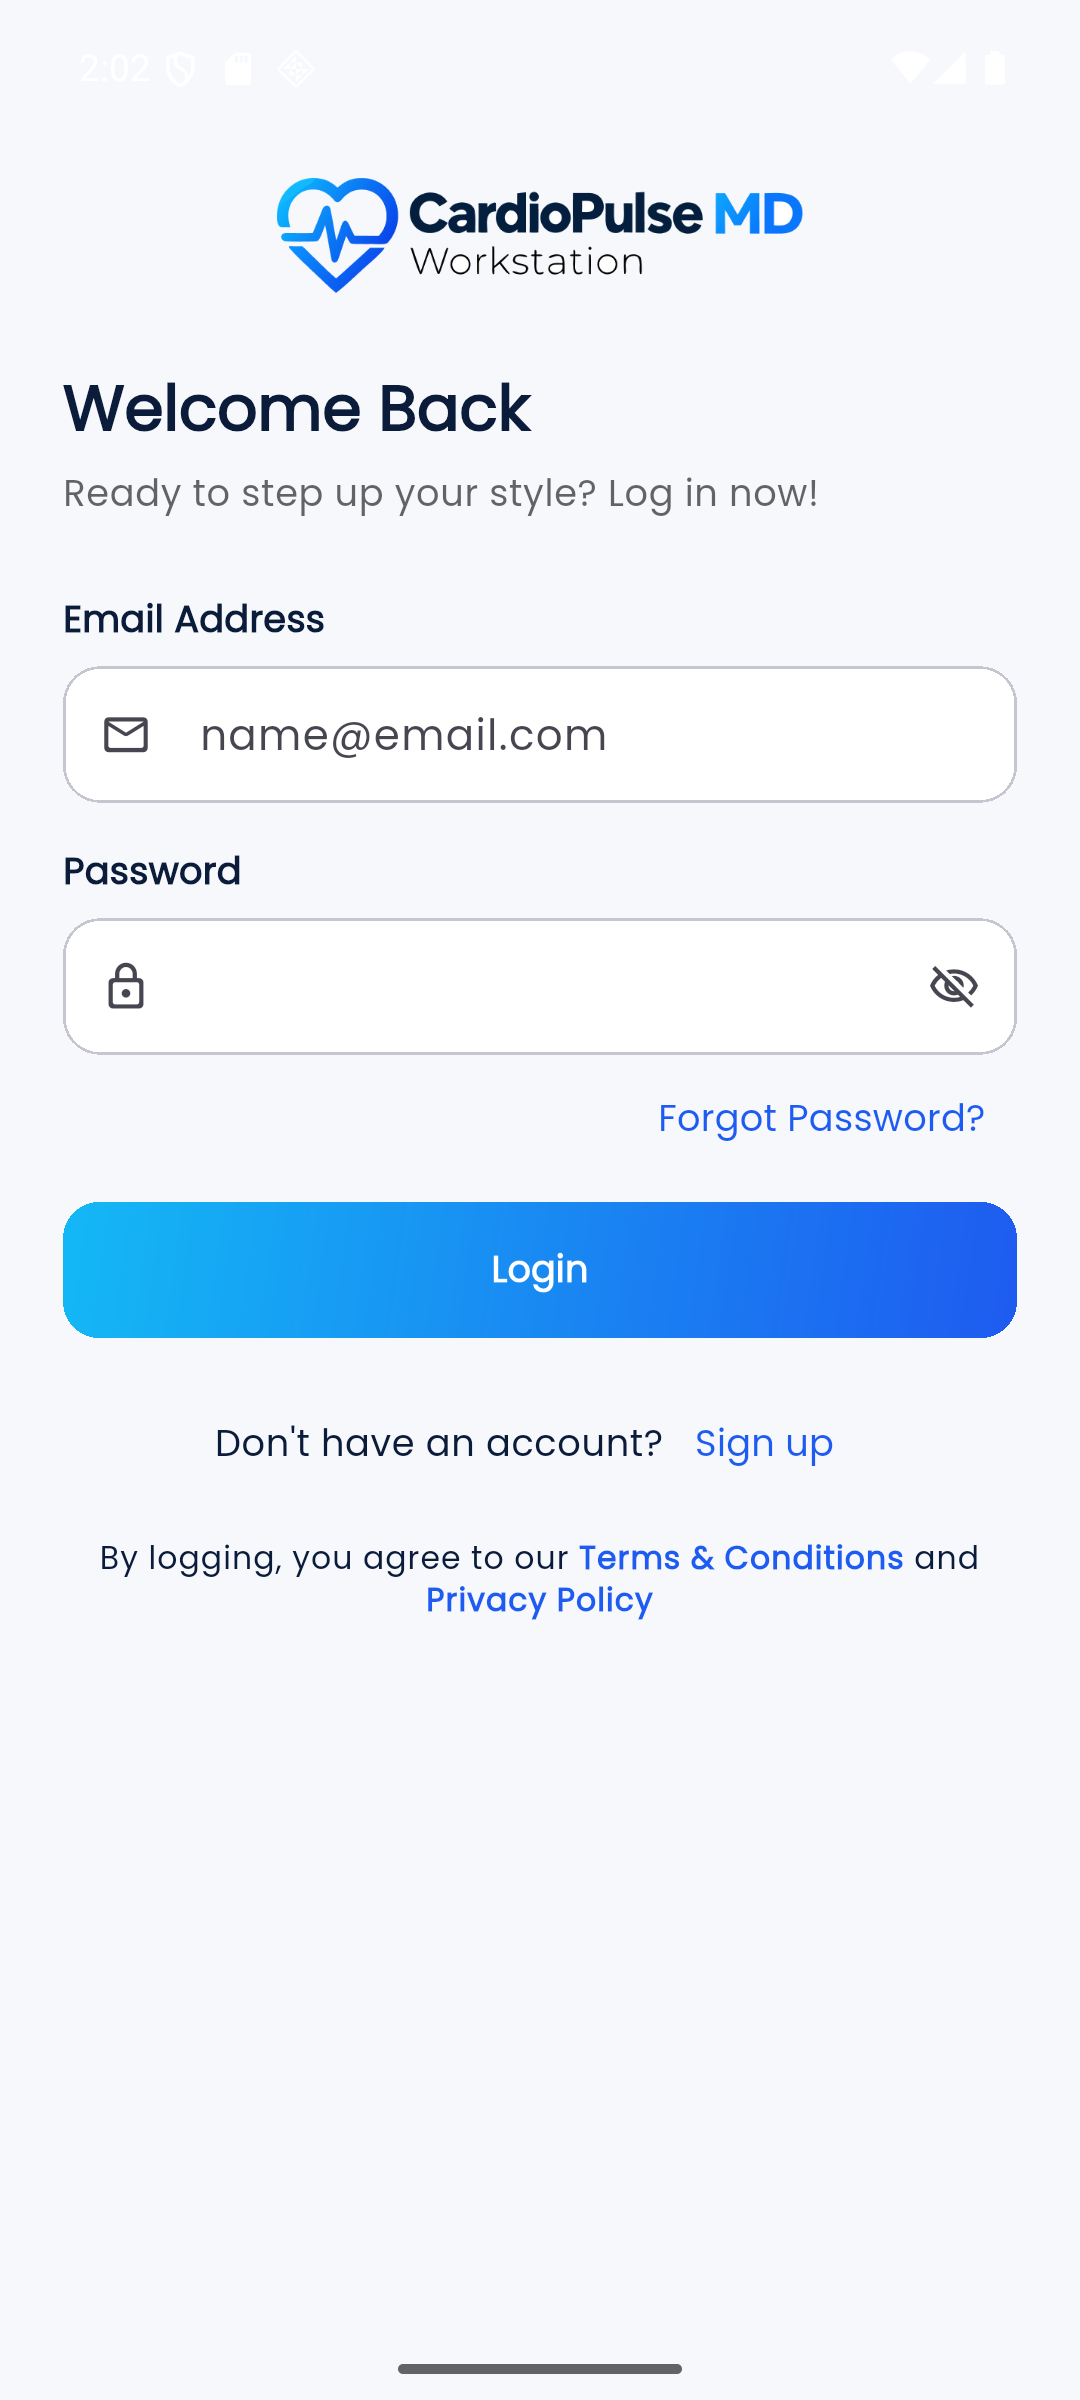 2:02
CardioPulse MD
Workstation
Welcome Back
Ready to step up your style? Log in now!
Email Address
name@email.com
Password
Forgot Password?
Login
Don't have an account? Sign up
By logging, you agree to our Terms & Conditions and
Privacy Policy